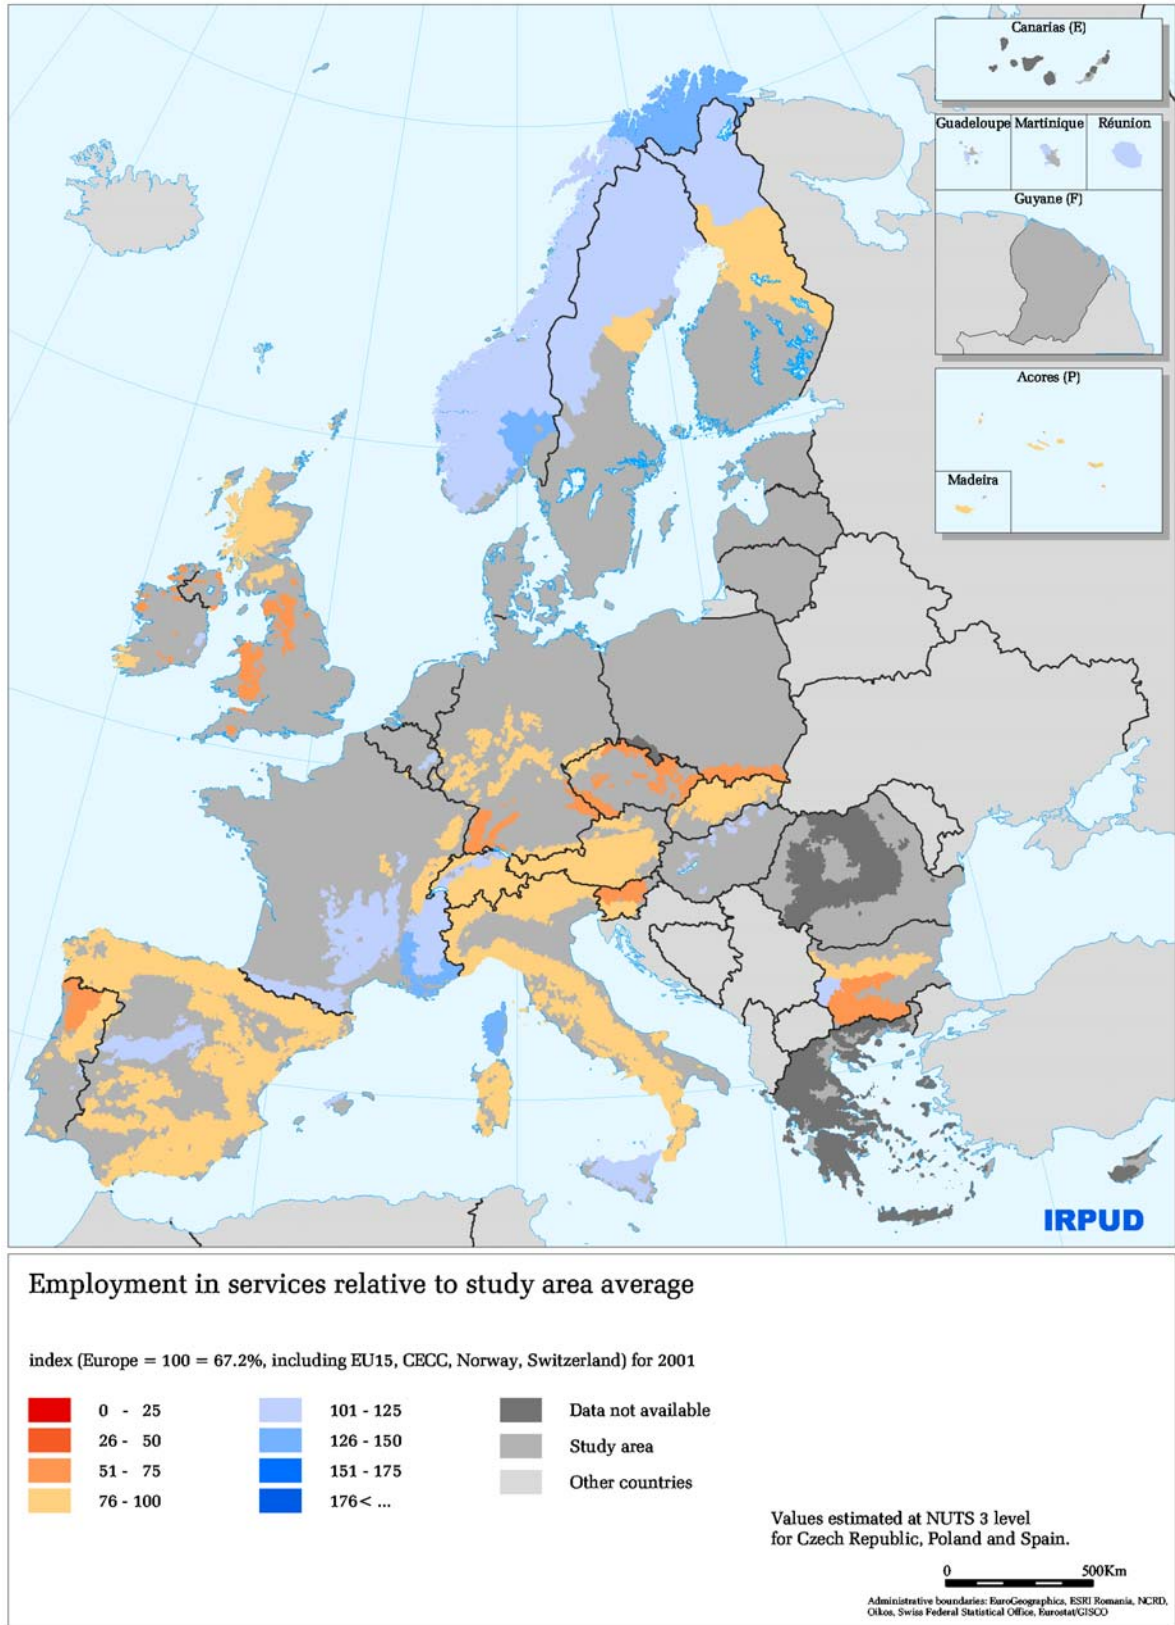 Canarias (E)
Guadeloupe
Martinique
Réunion
Guyane (F)
Acores (P)
Madeira
IRPUD
Employment in services relative to study area average
index (Europe = 100 = 67.2%, including EU15, CECC, Norway, Switzerland) for 2001
0 - 25
26 - 50
51 - 75
76 - 100
101 - 125
126 - 150
151 - 175
176< ...
Data not available
Study area
Other countries
Values estimated at NUTS 3 level
for Czech Republic, Poland and Spain.
0 500Km
Administrative boundaries: EuroGeographics, ESRI Romania, NCRD,
Oikos, Swiss Federal Statistical Office, Eurostat/GISCO